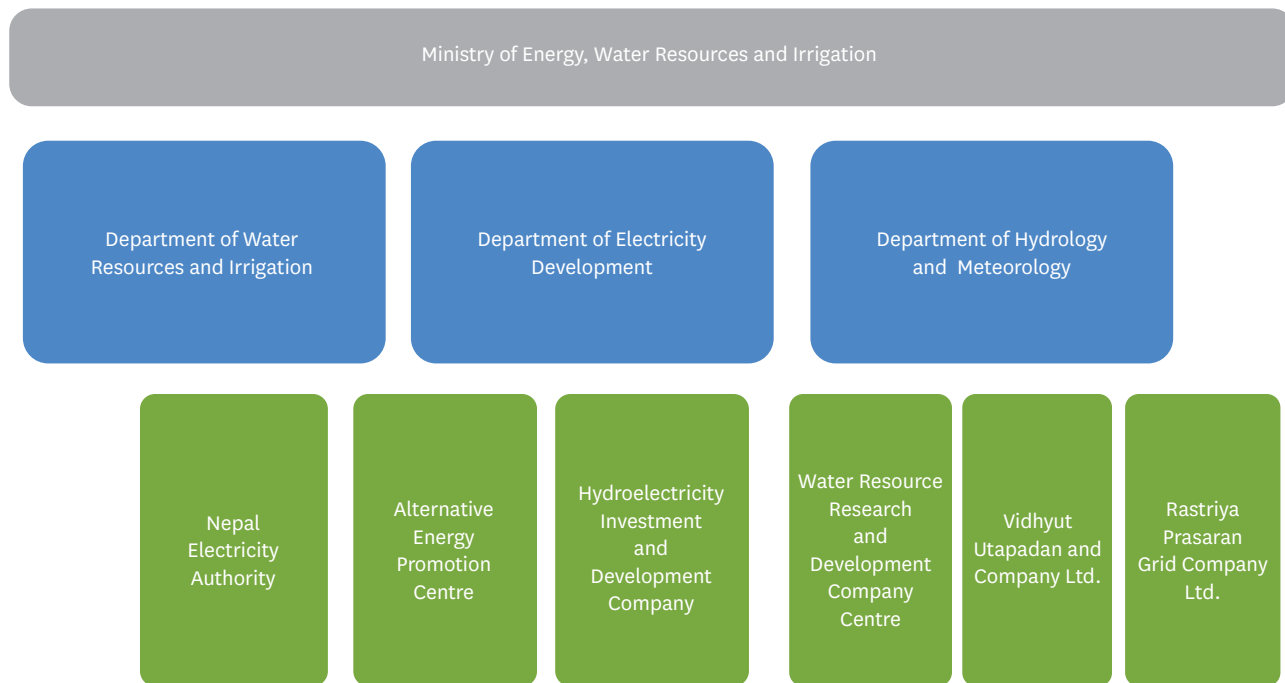 Ministry of Energy, Water Resources and Irrigation
Department of Water
Resources and Irrigation
Department of Electricity
Development
Department of Hydrology
and  Meteorology
Nepal
Electricity
Authority
Alternative
Energy
Promotion
Centre
Hydroelectricity
Investment
and
Development
Company
Water Resource
Research
and
Development
Company
Centre
Vidhyut
Utapadan and
Company Ltd.
Rastriya
Prasaran
Grid Company
Ltd.